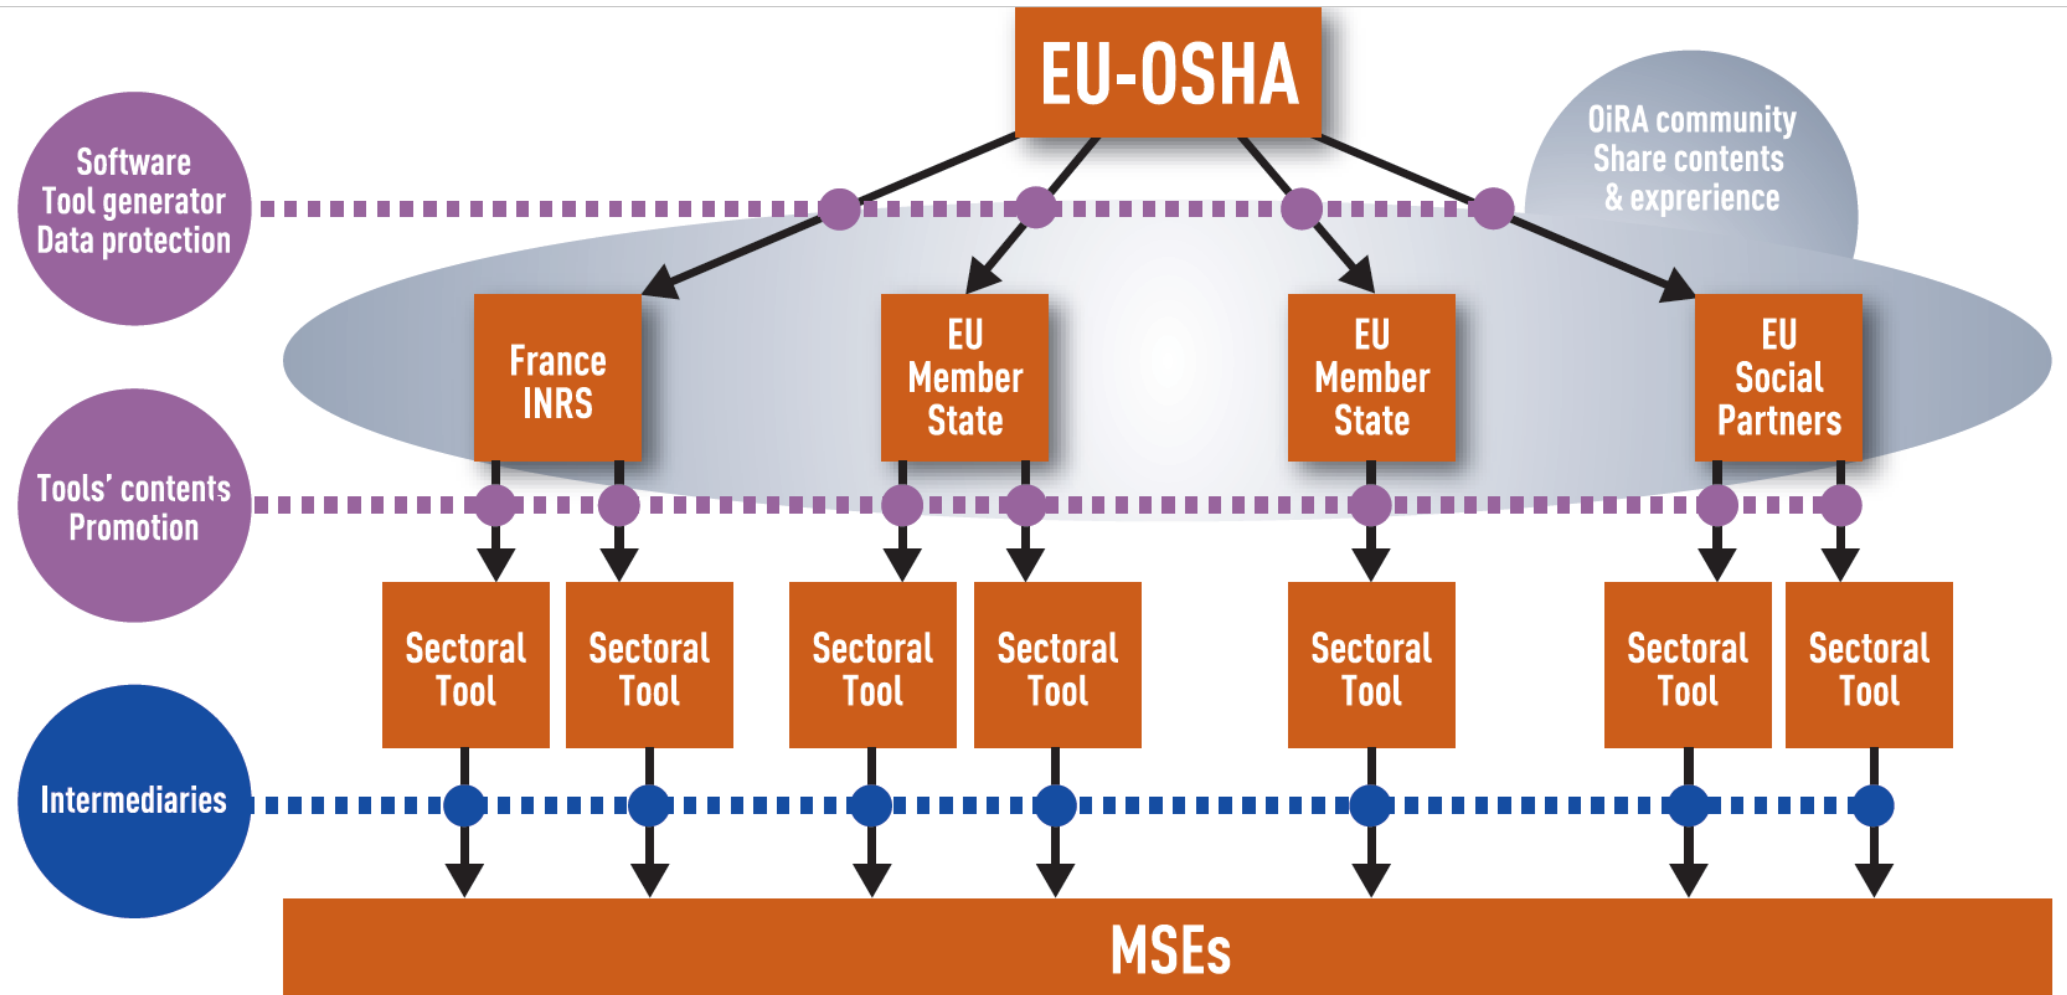 EU-OSHA
OiRA community
Share contents
& exprerience
Software
Tool generator
Data protection
France
INRS
EU
Member
State
EU
Member
State
EU
Social
Partners
Tools' contents
Promotion
Sectoral
Tool
Sectoral
Tool
Sectoral
Tool
Sectoral
Tool
Sectoral
Tool
Sectoral
Tool
Sectoral
Tool
Intermediaries
MSEs